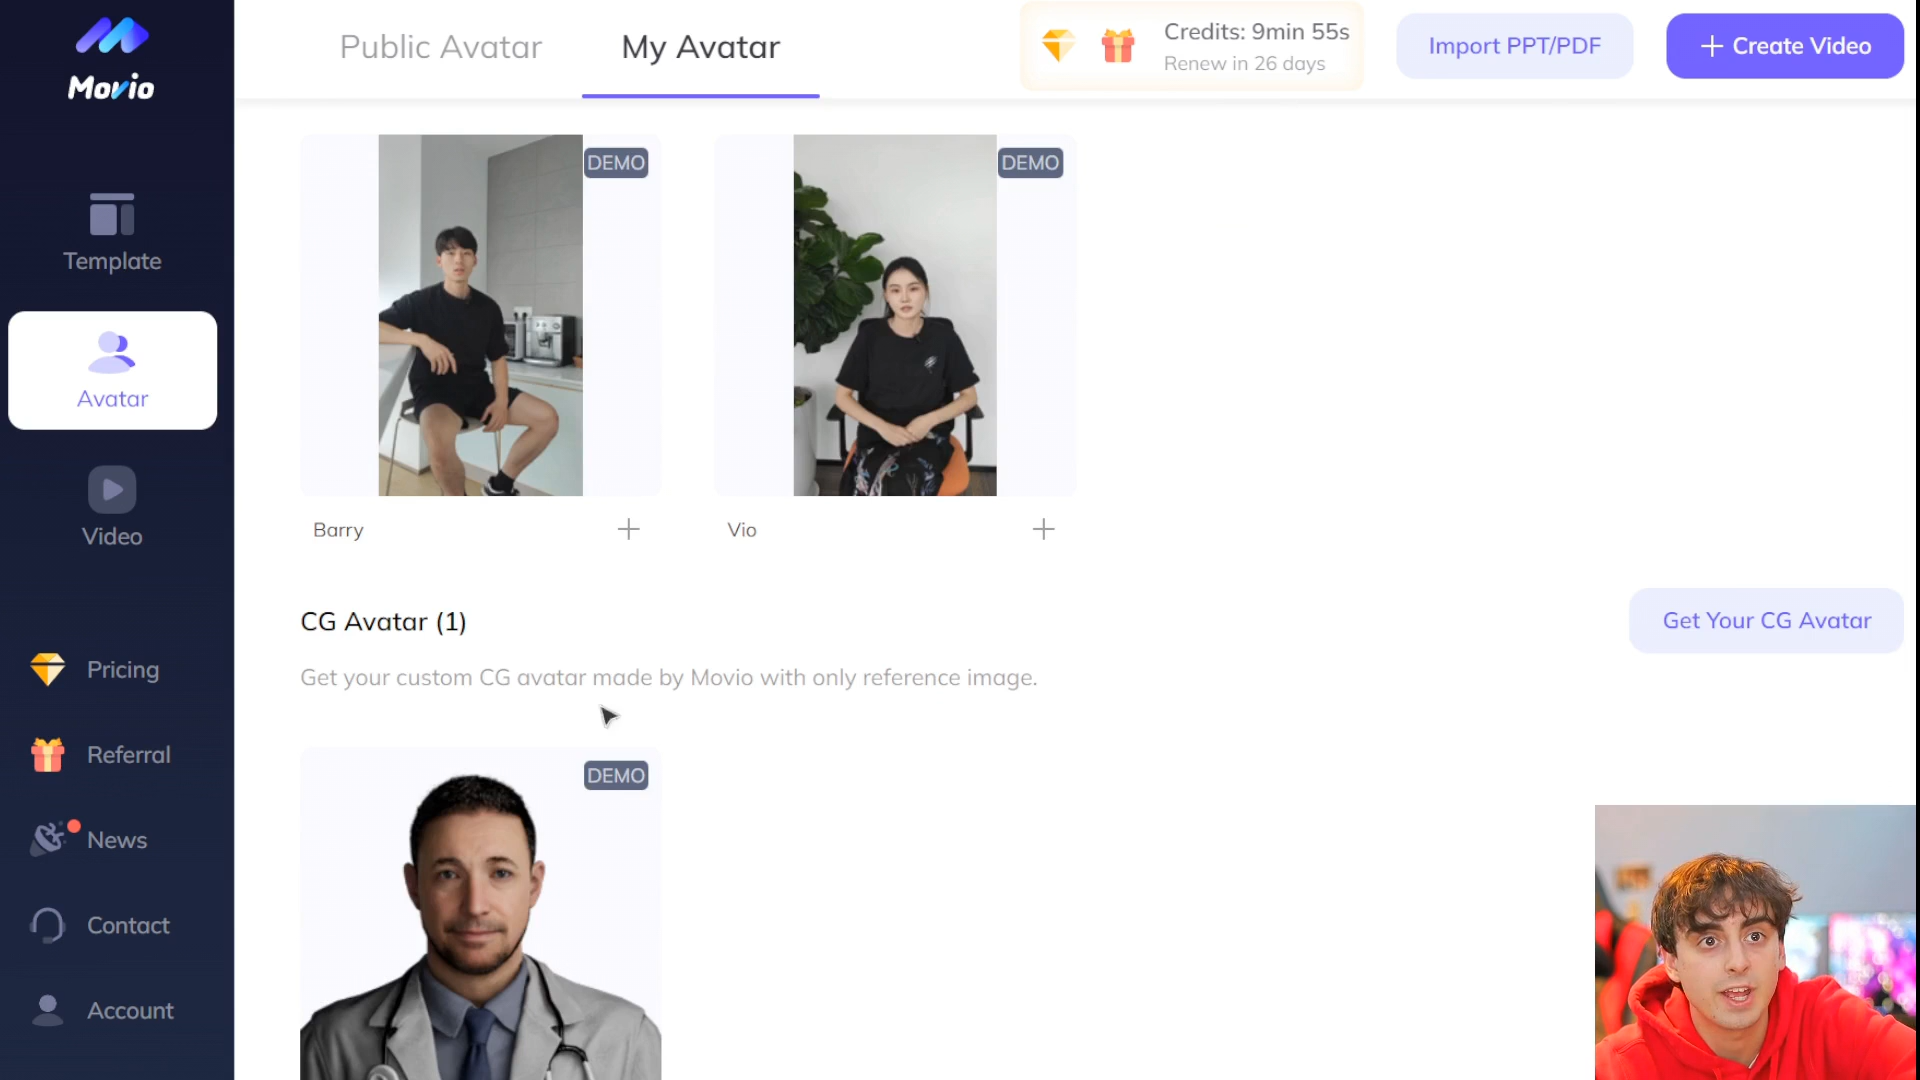 Movio
Public Avatar
My Avatar
Credits: 9min 55s
Renew in 26 days
Import PPT/PDF
+ Create Video
Template
Avatar
Video
Pricing
Referral
News
Contact
Account
DEMO
DEMO
Barry
Vio
CG Avatar (1)
Get Your CG Avatar
Get your custom CG avatar made by Movio with only reference image.
DEMO